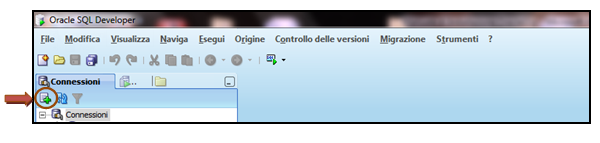 Oracle SQL Developer
File Modifica Visualizza Naviga Esegui Origine Controllo delle versioni Migrazione Strumenti ?
Connessioni
Connessioni